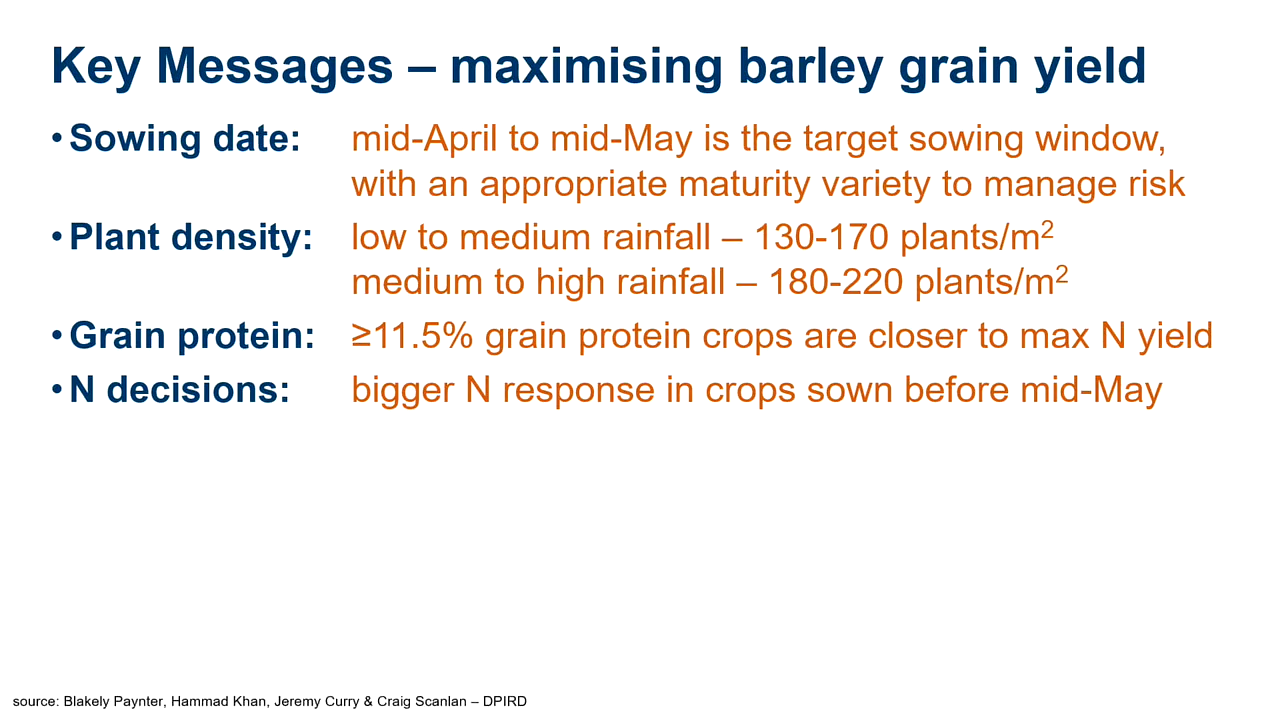 Key Messages – maximising barley grain yield
• Sowing date: mid-April to mid-May is the target sowing window,
with an appropriate maturity variety to manage risk
• Plant density: low to medium rainfall – 130-170 plants/m²
medium to high rainfall – 180-220 plants/m²
• Grain protein: ≥11.5% grain protein crops are closer to max N yield
• N decisions: bigger N response in crops sown before mid-May
source: Blakely Paynter, Hammad Khan, Jeremy Curry & Craig Scanlan – DPIRD